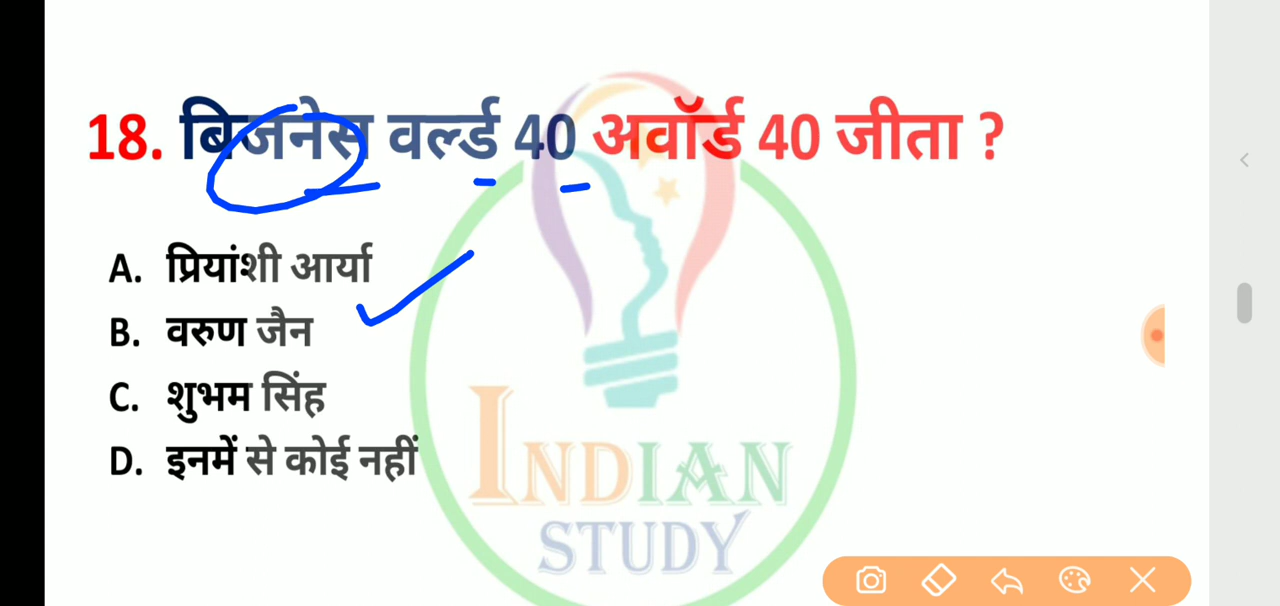 18. बिजनेस वर्ल्ड 40 अवॉर्ड 40 जीता ?
A. प्रियांशी आर्या
B. वरुण जैन
C. शुभम सिंह
D. इनमें से कोई नहीं
INDIAN
STUDY